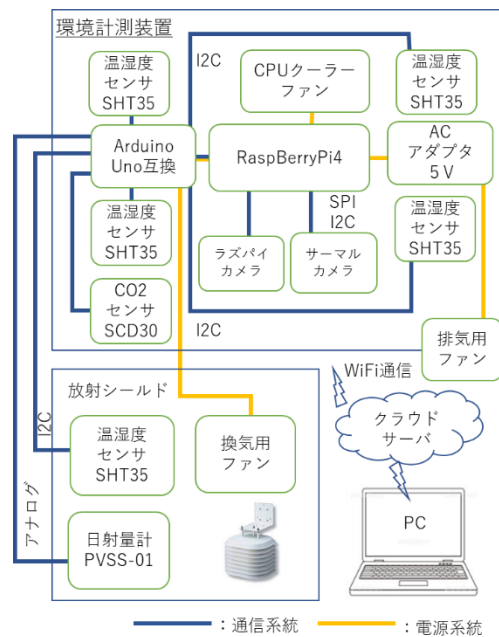 環境計測装置
温湿度
センサ
SHT35
I2C
CPUクーラー
ファン
温湿度
センサ
SHT35
Arduino
Uno互換
RaspBerryPi4
AC
アダプタ
5V
温湿度
センサ
SHT35
SPI
I2C
ラズパイ
カメラ
サーマル
カメラ
温湿度
センサ
SHT35
CO2
センサ
SCD30
I2C
排気用
ファン
WiFi通信
放射シールド
I2C
温湿度
センサ
SHT35
換気用
ファン
クラウド
サーバ
アナログ
日射量計
PVSS-01
PC
：通信系統
：電源系統